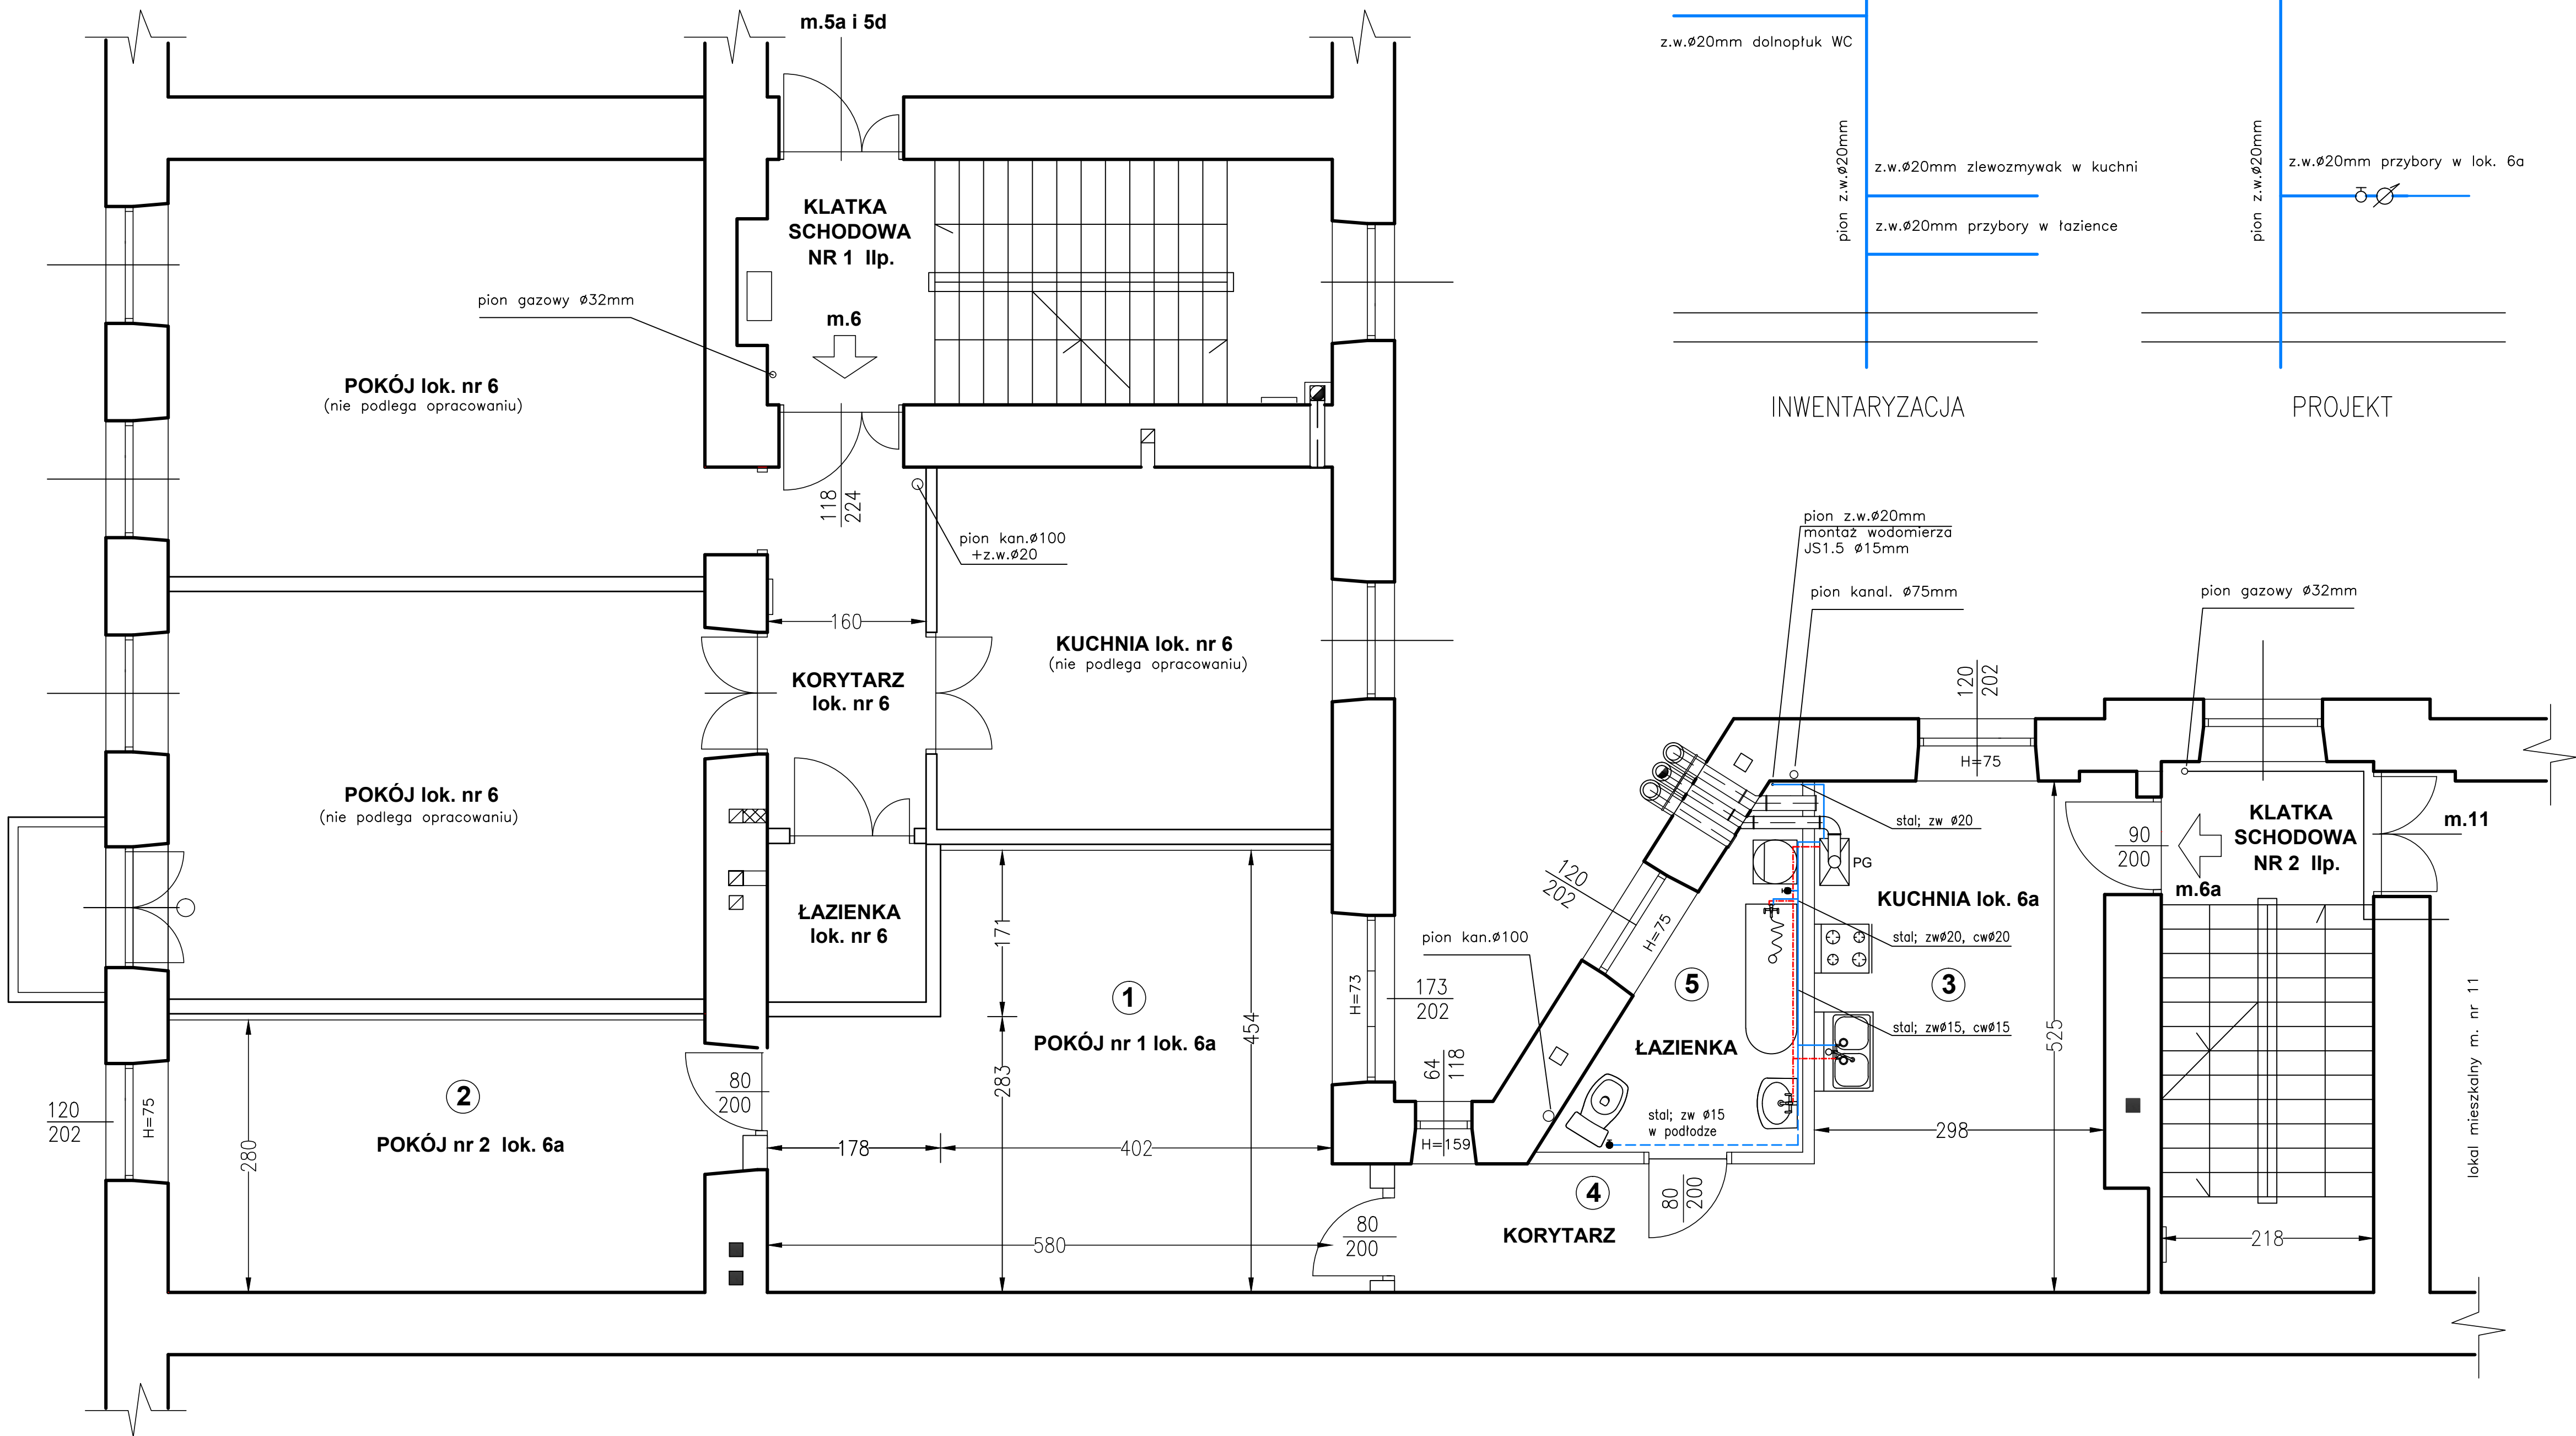 m.5a i 5d
z.w.ø20mm dolnopłuk WC
pion z.w.ø20mm
z.w.ø20mm zlewozmywak w kuchni
z.w.ø20mm przybory w łazience
pion z.w.ø20mm
z.w.ø20mm przybory w lok. 6a
INWENTARYZACJA
PROJEKT
KLATKA
SCHODOWA
NR 1 IIp.
pion gazowy ø32mm
m.6
POKÓJ lok. nr 6
(nie podlega opracowaniu)
118
224
pion kan.ø100
+z.w.ø20
160
KUCHNIA lok. nr 6
(nie podlega opracowaniu)
KORYTARZ
lok. nr 6
POKÓJ lok. nr 6
(nie podlega opracowaniu)
ŁAZIENKA
lok. nr 6
171
283
454
1
POKÓJ nr 1 lok. 6a
H=73
173
202
120
202
H=75
280
2
POKÓJ nr 2 lok. 6a
80
200
178
402
580
80
200
pion z.w.ø20mm
montaż wodomierza
JS1.5 ø15mm
pion kanal. ø75mm
pion gazowy ø32mm
120
202
H=75
120
202
H=75
pion kan.ø100
64
118
H=159
stal; zw ø20
PG
KUCHNIA lok. 6a
stal; zwø20, cwø20
5
3
stal; zwø15, cwø15
ŁAZIENKA
stal; zw ø15
w podłodze
298
525
4
KORYTARZ
80
200
90
200
m.6a
KLATKA
SCHODOWA
NR 2 IIp.
m.11
218
lokal mieszkalny m. nr 11